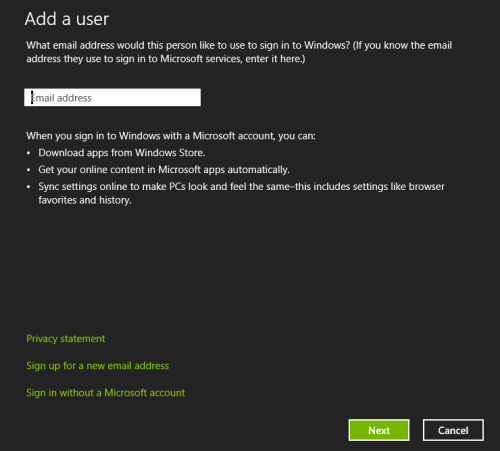 Add a user
What email address would this person like to use to sign in to Windows? (If you know the email
address they use to sign in to Microsoft services, enter it here.)
Email address
When you sign in to Windows with a Microsoft account, you can:
• Download apps from Windows Store.
• Get your online content in Microsoft apps automatically.
• Sync settings online to make PCs look and feel the same–this includes settings like browser
favorites and history.
Privacy statement
Sign up for a new email address
Sign in without a Microsoft account
Next
Cancel